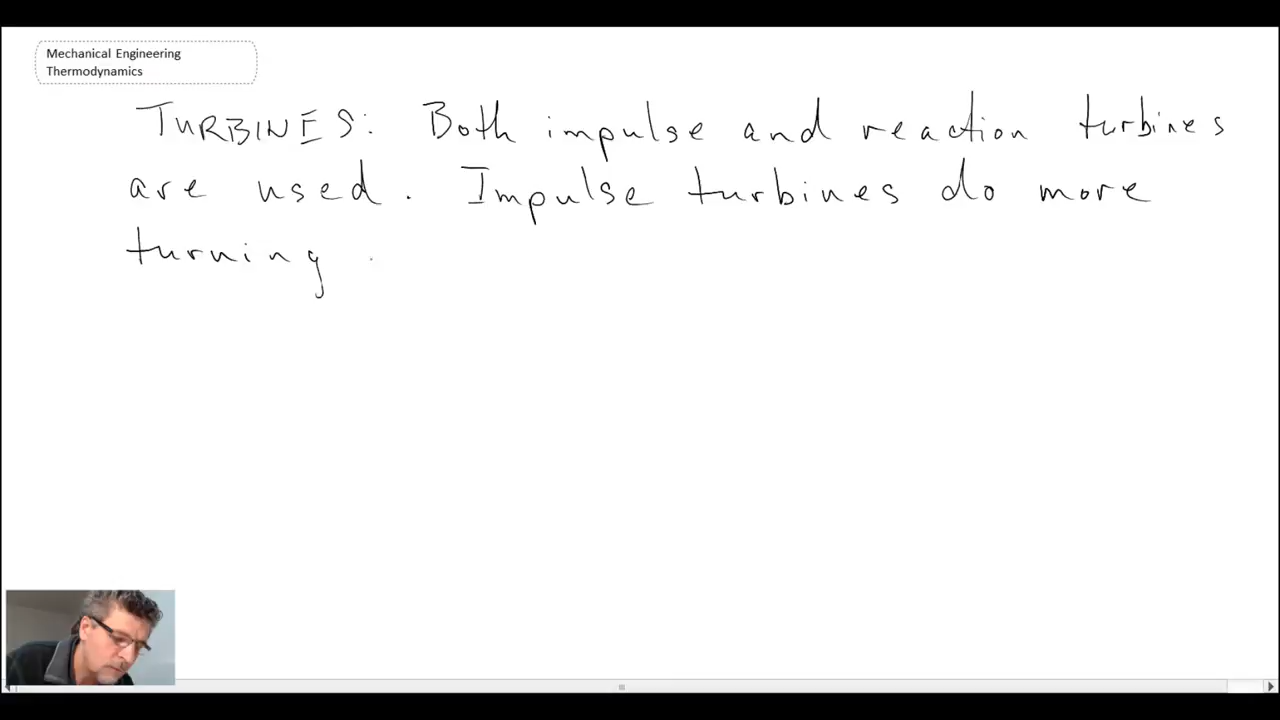 Mechanical Engineering
Thermodynamics
TURBINES: Both impulse and reaction turbines
are used. Impulse turbines do more
turning